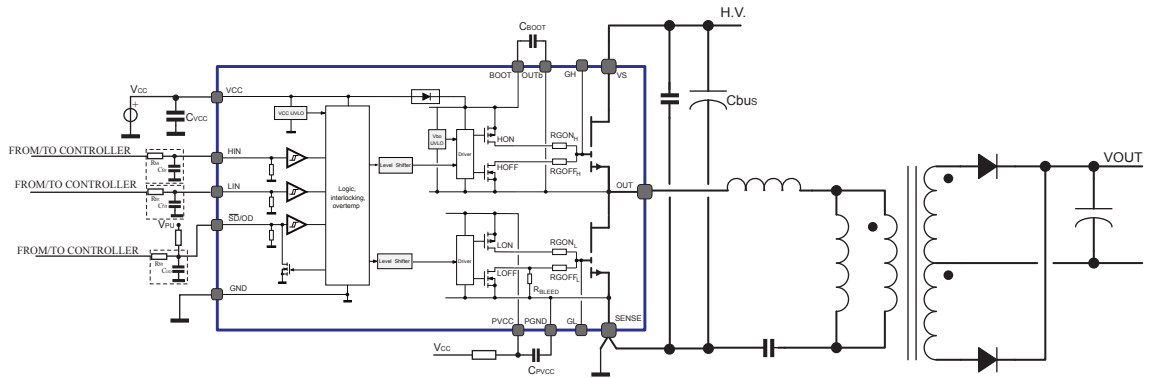 H.V.
CBOOT
BOOT OUTb GH VS
VCC
VCC
CVCC
VCC UVLO
Cbus
Vbo UVLO
Driver
HON
HOFF
RGONH
RGOFFH
FROM/TO CONTROLLER
HIN
Level Shifter
FROM/TO CONTROLLER
LIN
Logic, interlocking, overtemp
OUT
VOUT
VPU
SD/OD
FROM/TO CONTROLLER
Level Shifter
Driver
LON
LOFF
RGONL
RGOFFL
RBLEED
GND
PVCC PGND GL SENSE
VCC
CPVCC